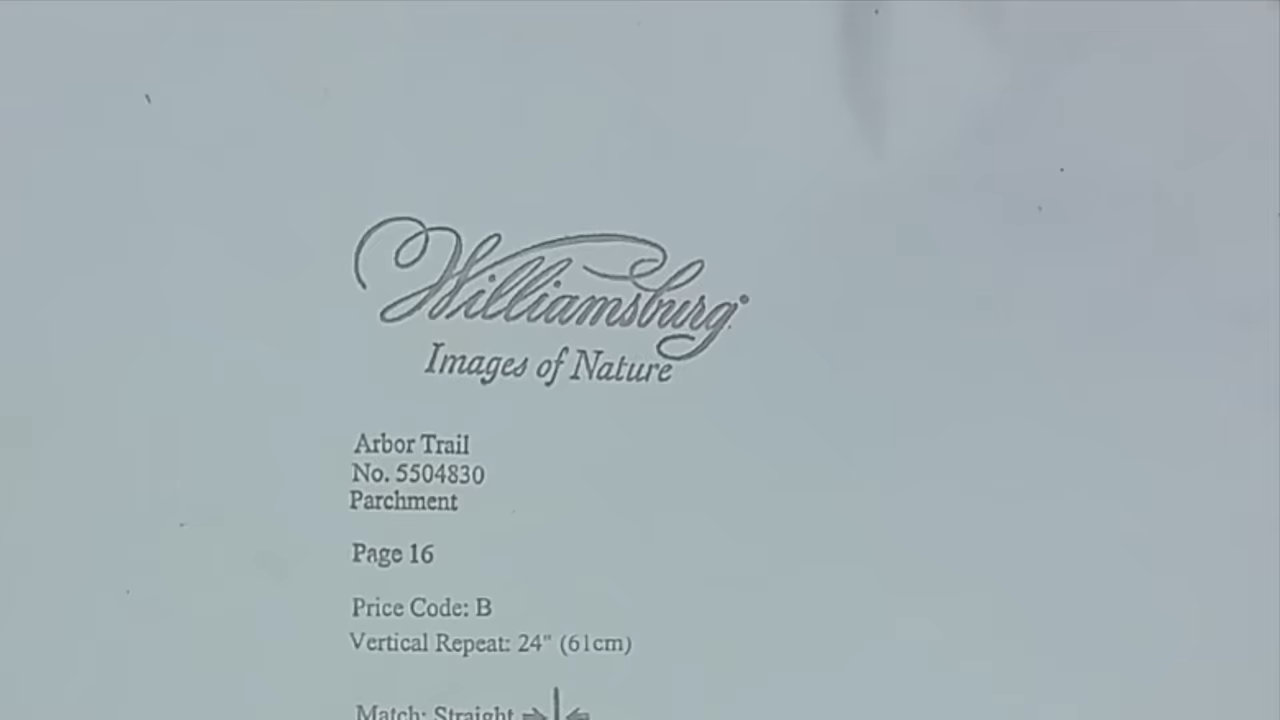 Williamsburg®
Images of Nature
Arbor Trail
No. 5504830
Parchment
Page 16
Price Code: B
Vertical Repeat: 24" (61cm)
Match: Straight